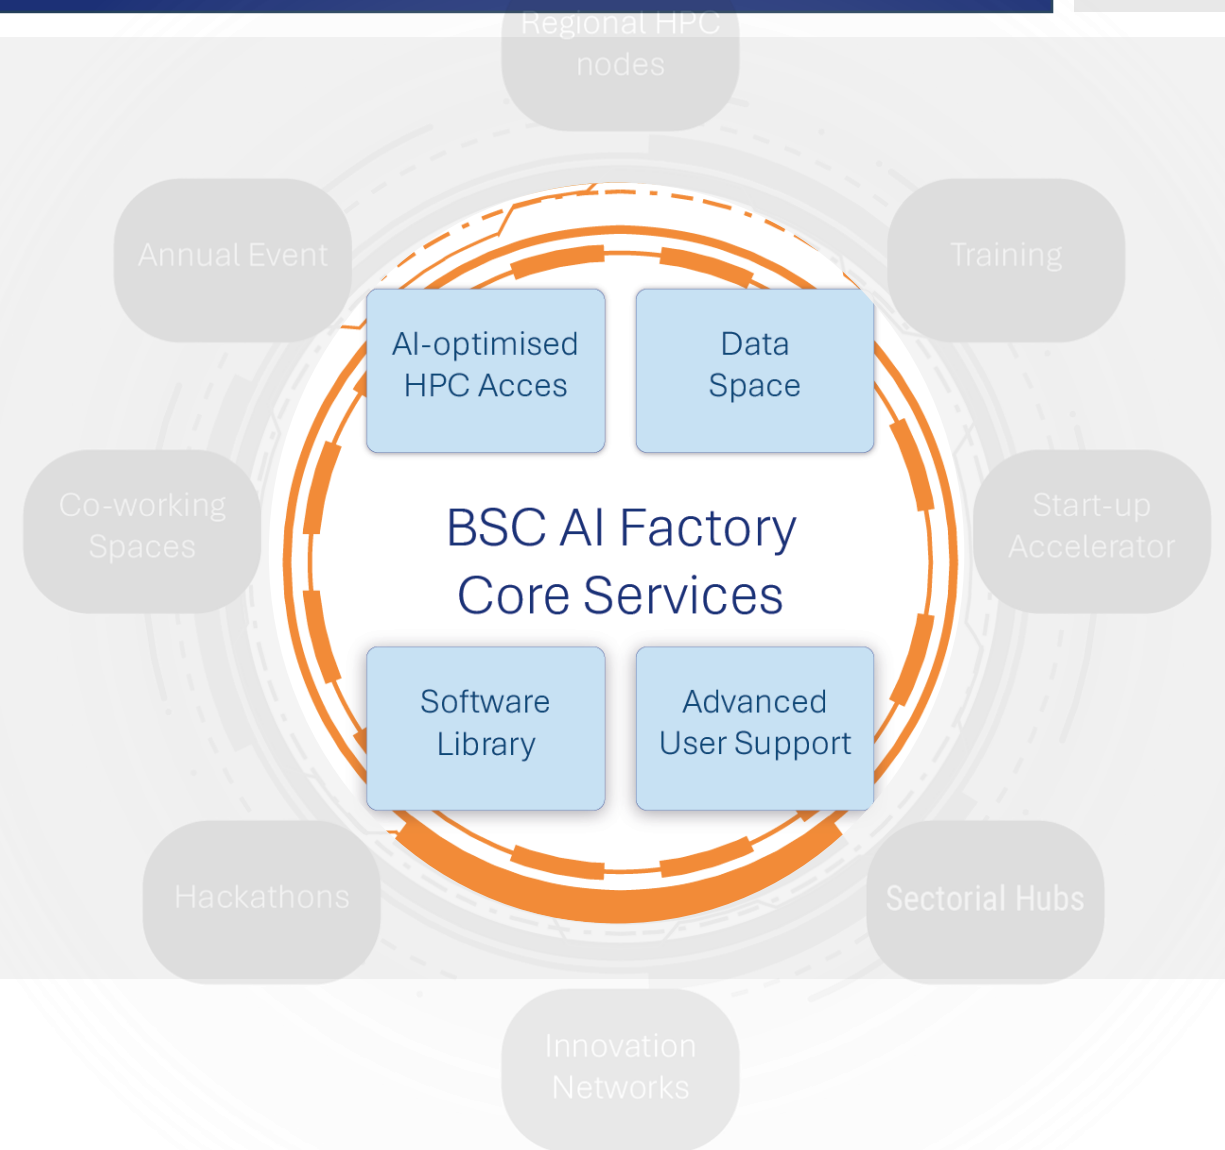 Regional HPC
nodes
Annual Event
Training
AI-optimised
HPC Acces
Data
Space
Co-working
Spaces
BSC AI Factory
Core Services
Start-up
Accelerator
Software
Library
Advanced
User Support
Hackathons
Sectorial Hubs
Innovation
Networks